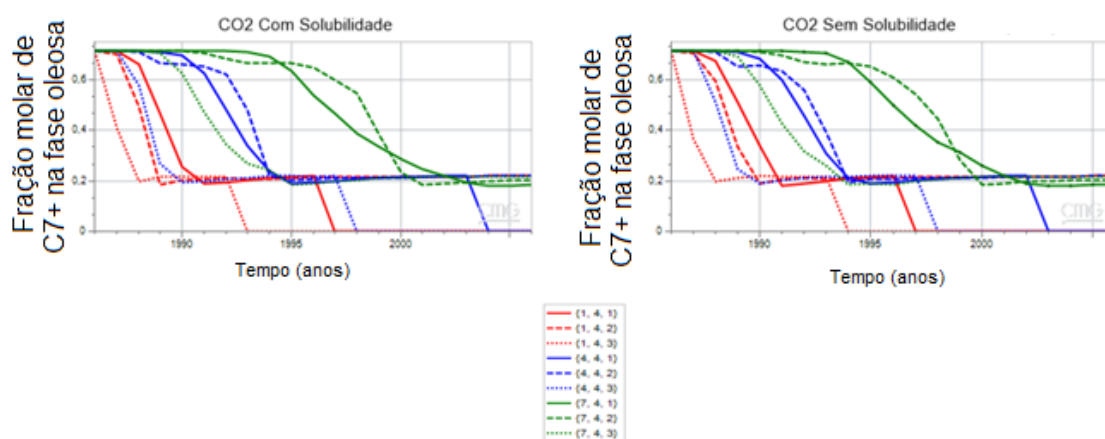 CO2 Com Solubilidade
Fração molar de
C7+ na fase oleosa
0.6
0.4
0.2
0
1990
1995
2000
Tempo (anos)
CMG
CO2 Sem Solubilidade
Fração molar de
C7+ na fase oleosa
0.6
0.4
0.2
0
1990
1995
2000
Tempo (anos)
CMG
{1, 4, 1}
{1, 4, 2}
{1, 4, 3}
{4, 4, 1}
{4, 4, 2}
{4, 4, 3}
{7, 4, 1}
{7, 4, 2}
{7, 4, 3}